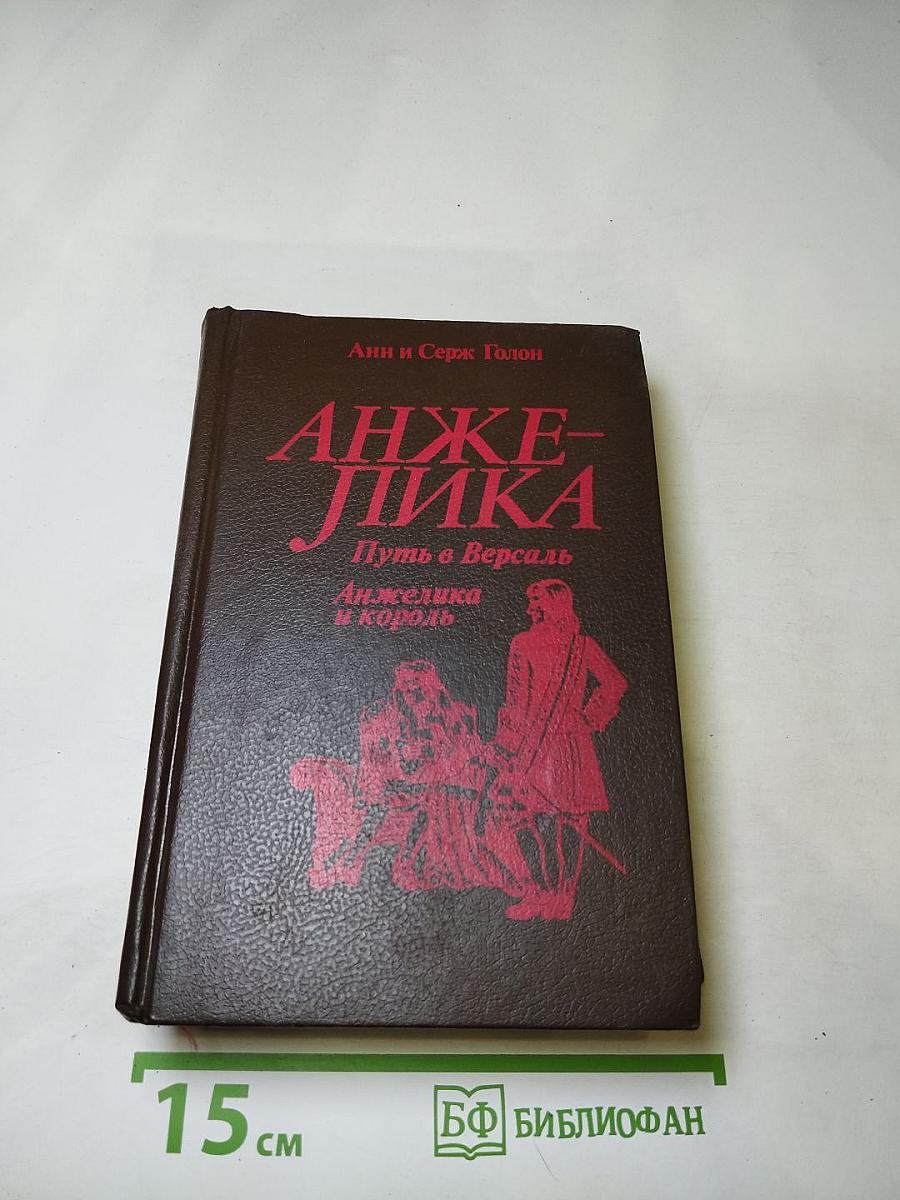 Анн и Серж Голон
АНЖЕ-
ЛИКА
Путь в Версаль
Анжелика
и король
15 см
БФ БИБЛИОФАН